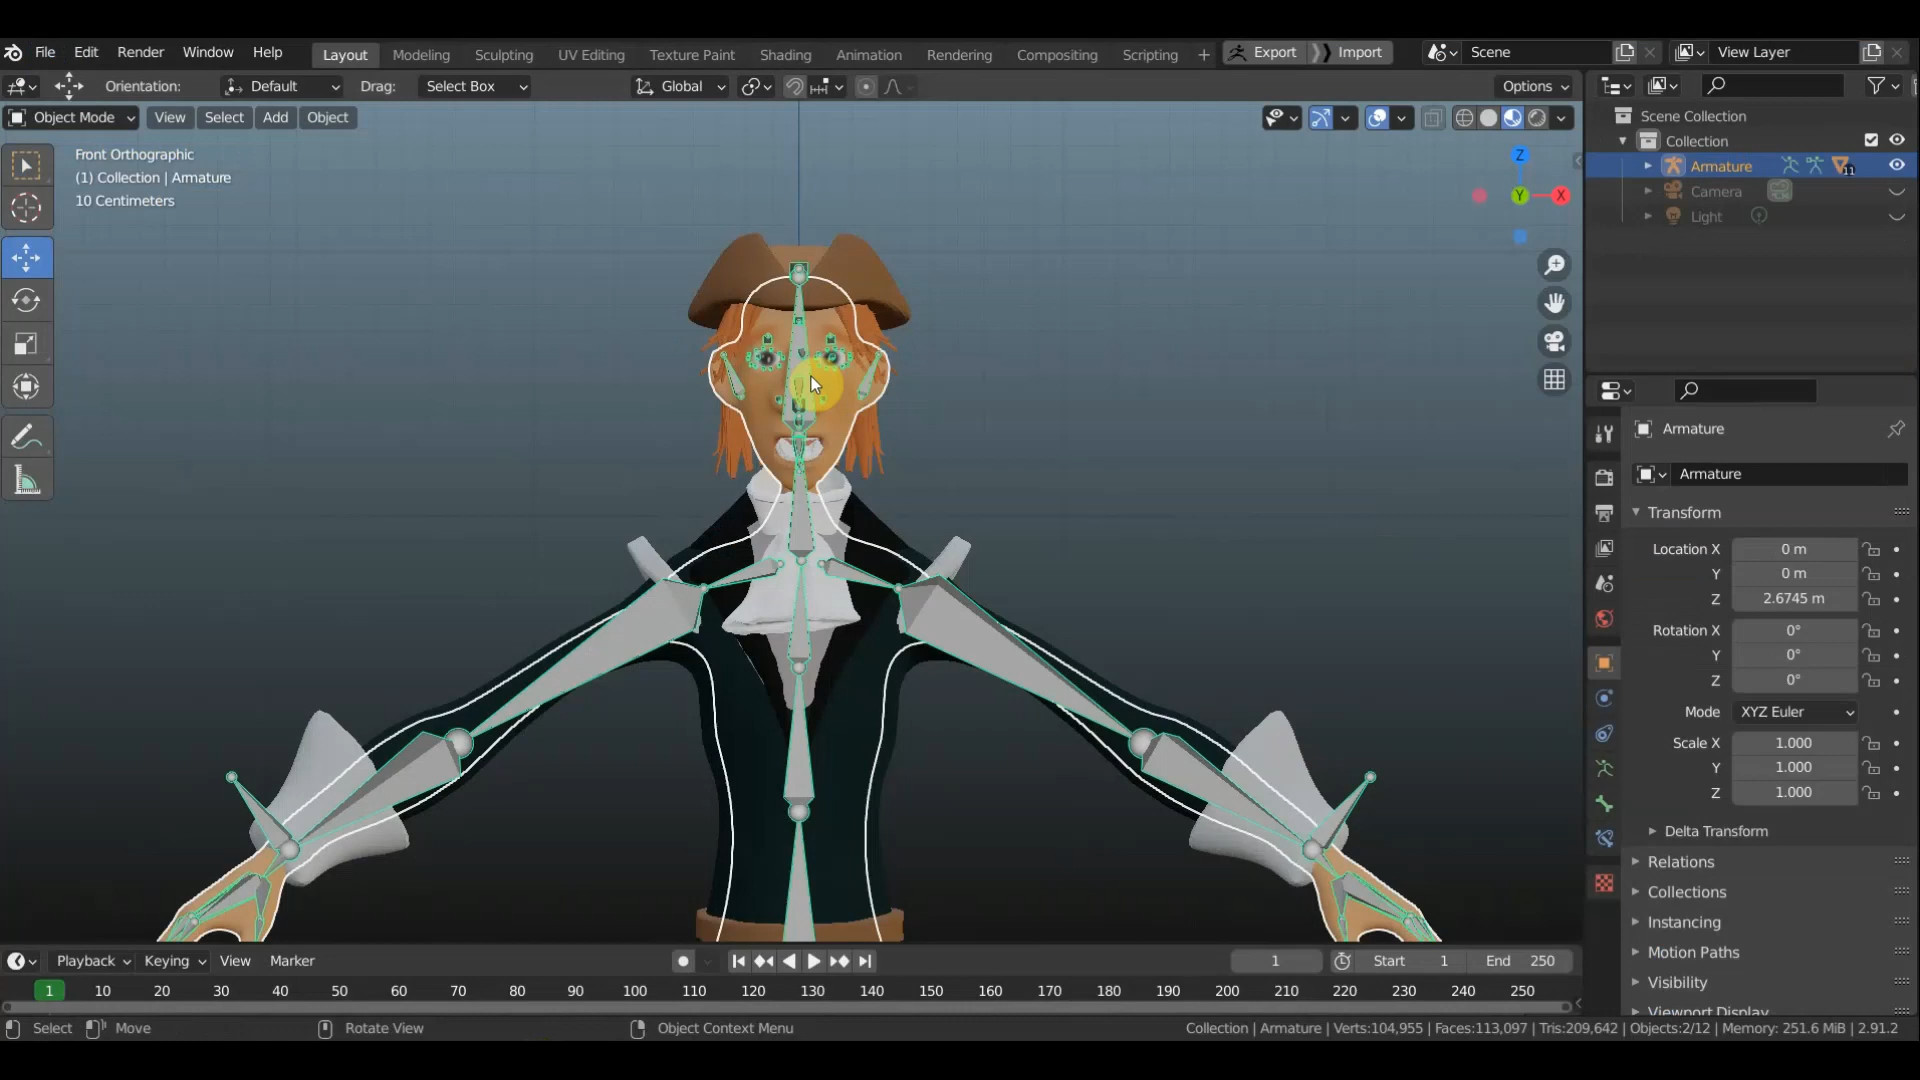 File Edit Render Window Help Layout Modeling Sculpting UV Editing Texture Paint Shading Animation Rendering Compositing Scripting + Export Import Scene View Layer
Orientation: Default Drag: Select Box Global Options
Object Mode View Select Add Object
Front Orthographic
(1) Collection | Armature
10 Centimeters
Z
Y
X
Scene Collection
Collection
Armature 11
Camera
Light
Armature
Armature
Transform
Location X 0 m
Y 0 m
Z 2.6745 m
Rotation X 0°
Y 0°
Z 0°
Mode XYZ Euler
Scale X 1.000
Y 1.000
Z 1.000
Delta Transform
Relations
Collections
Instancing
Motion Paths
Visibility
Viewport Display
Playback Keying View Marker 1 Start 1 End 250
1 10 20 30 40 50 60 70 80 90 100 110 120 130 140 150 160 170 180 190 200 210 220 230 240 250
Select Move Rotate View Object Context Menu Collection | Armature | Verts:104,955 | Faces:113,097 | Tris:209,642 | Objects:2/12 | Memory: 251.6 MiB | 2.91.2